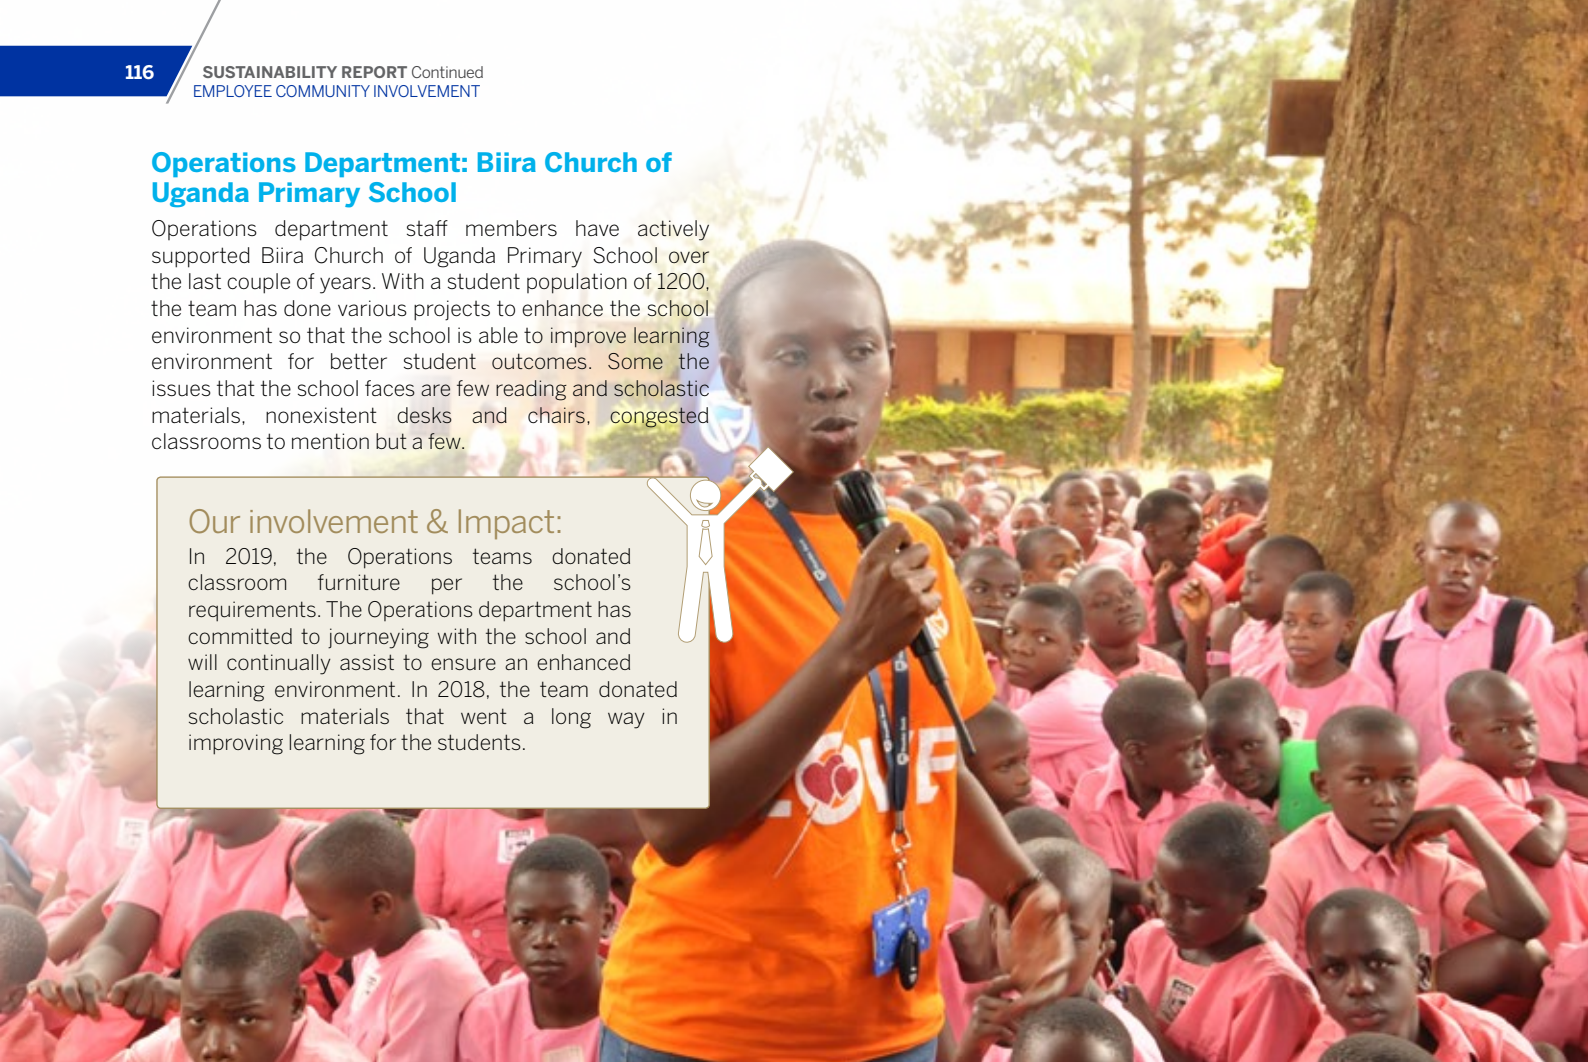 116
SUSTAINABILITY REPORT Continued
EMPLOYEE COMMUNITY INVOLVEMENT
Operations Department: Biira Church of
Uganda Primary School
Operations department staff members have actively
supported Biira Church of Uganda Primary School over
the last couple of years. With a student population of 1200,
the team has done various projects to enhance the school
environment so that the school is able to improve learning
environment for better student outcomes. Some the
issues that the school faces are few reading and scholastic
materials, nonexistent desks and chairs, congested
classrooms to mention but a few.
Our involvement & Impact:
In 2019, the Operations teams donated
classroom furniture per the school's
requirements. The Operations department has
committed to journeying with the school and
will continually assist to ensure an enhanced
learning environment. In 2018, the team donated
scholastic materials that went a long way in
improving learning for the students.
LOVE